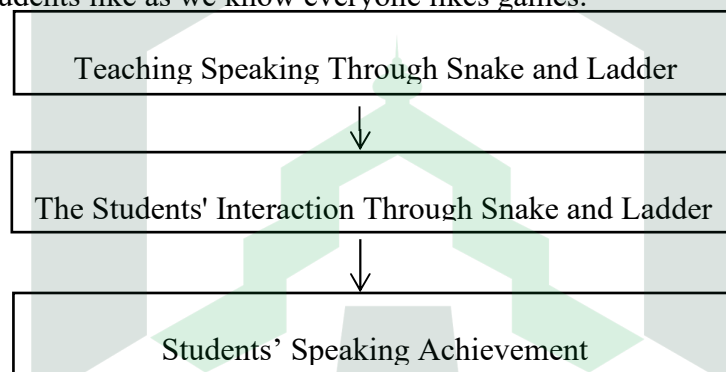 students like as we know everyone likes games.
Teaching Speaking Through Snake and Ladder
The Students' Interaction Through Snake and Ladder
Students’ Speaking Achievement